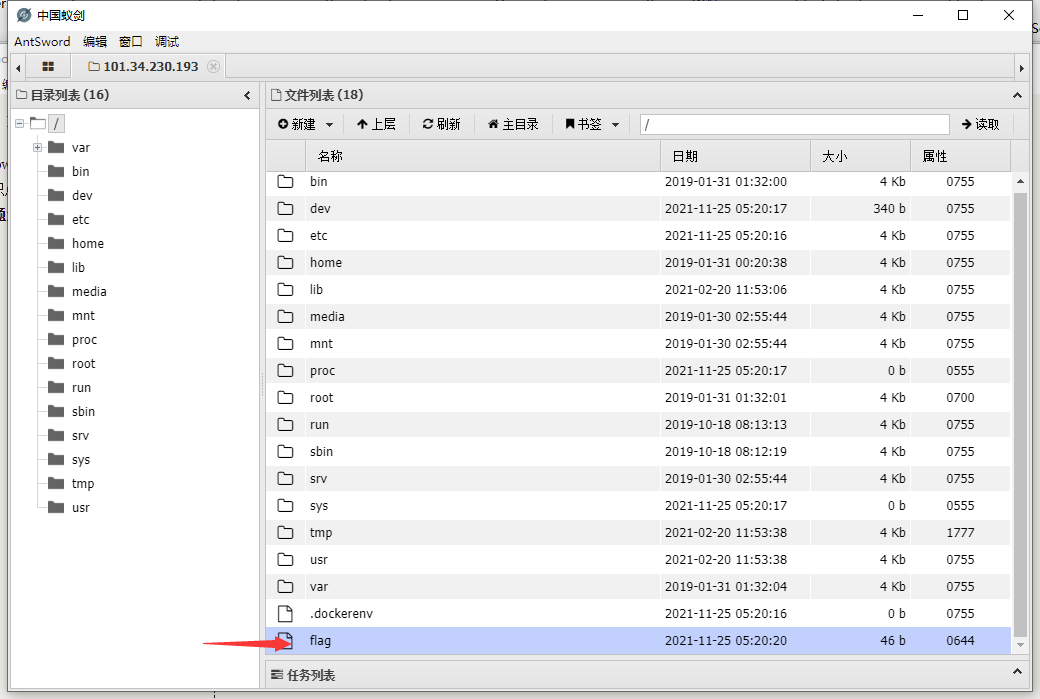 中国蚁剑
AntSword 编辑 窗口 调试
101.34.230.193
目录列表 (16)
/
var
bin
dev
etc
home
lib
media
mnt
proc
root
run
sbin
srv
sys
tmp
usr
文件列表 (18)
新建 上层 刷新 主目录 书签 / 读取
名称 日期 大小 属性
bin 2019-01-31 01:32:00 4 Kb 0755
dev 2021-11-25 05:20:17 340 b 0755
etc 2021-11-25 05:20:16 4 Kb 0755
home 2019-01-31 00:20:38 4 Kb 0755
lib 2021-02-20 11:53:06 4 Kb 0755
media 2019-01-30 02:55:44 4 Kb 0755
mnt 2019-01-30 02:55:44 4 Kb 0755
proc 2021-11-25 05:20:17 0 b 0555
root 2019-01-31 01:32:01 4 Kb 0700
run 2019-10-18 08:13:13 4 Kb 0755
sbin 2019-10-18 08:12:19 4 Kb 0755
srv 2019-01-30 02:55:44 4 Kb 0755
sys 2021-11-25 05:20:17 0 b 0555
tmp 2021-02-20 11:53:38 4 Kb 1777
usr 2021-02-20 11:53:38 4 Kb 0755
var 2019-01-31 01:32:04 4 Kb 0755
.dockerenv 2021-11-25 05:20:16 0 b 0755
flag 2021-11-25 05:20:20 46 b 0644
任务列表